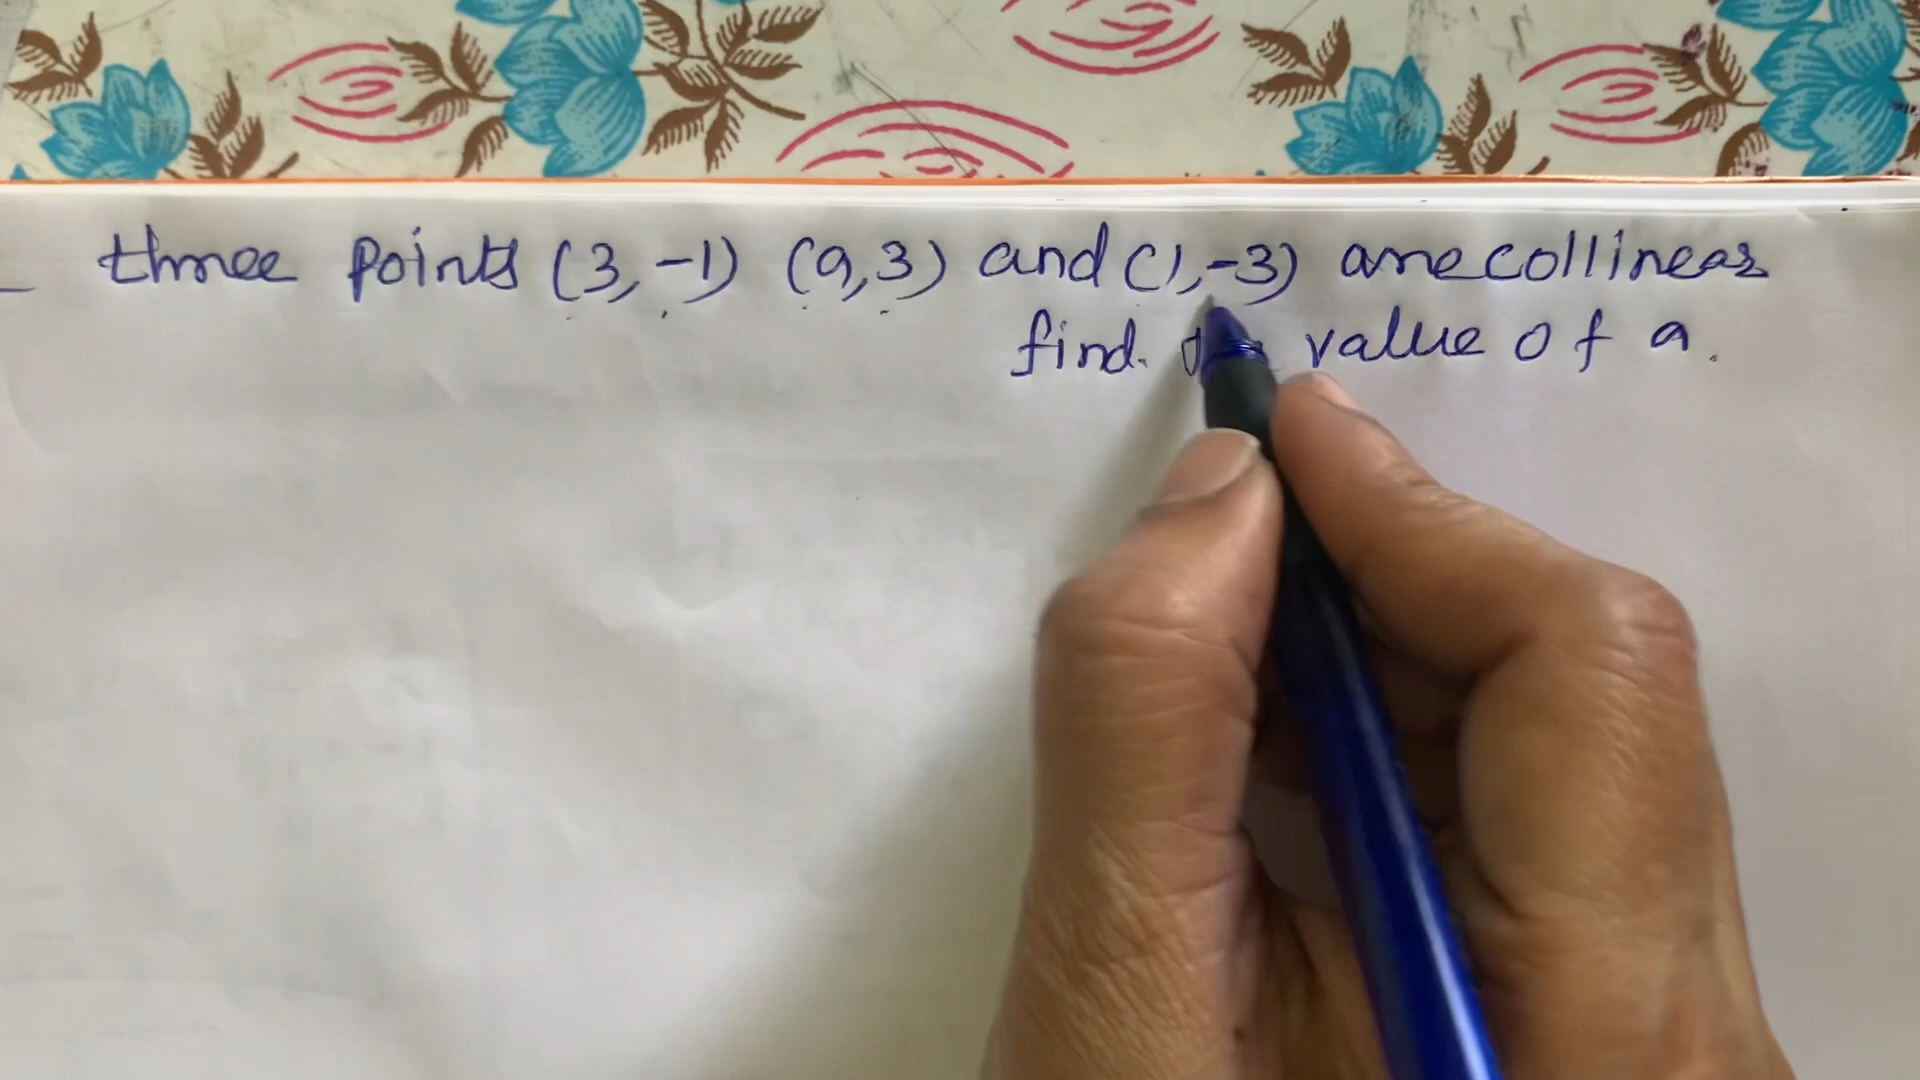 three points (3,-1) (a,3) and (1,-3) are collinear
find value of a.